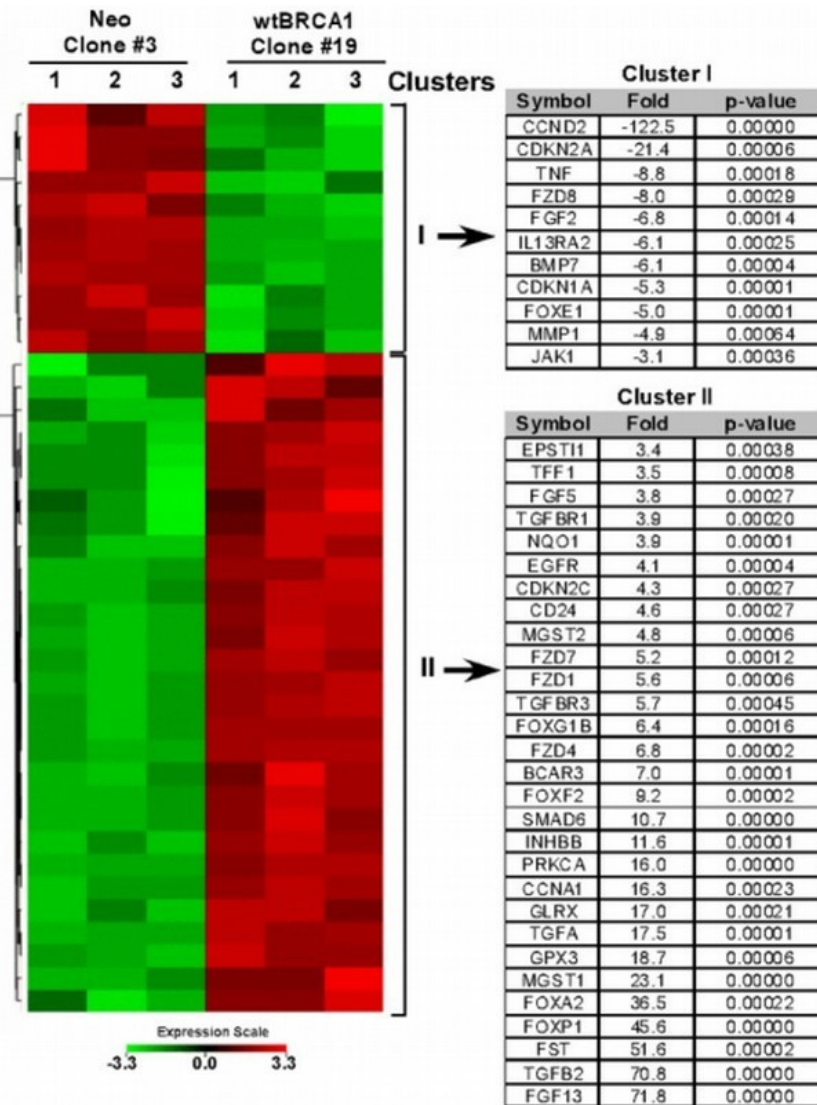 Neo
Clone #3
wtBRCA1
Clone #19
1 2 3 1 2 3
Clusters
I
II
Cluster I
Symbol Fold p-value
CCND2 -122.5 0.00000
CDKN2A -21.4 0.00006
TNF -8.8 0.00018
FZD8 -8.0 0.00029
FGF2 -6.8 0.00014
IL13RA2 -6.1 0.00025
BMP7 -6.1 0.00004
CDKN1A -5.3 0.00001
FOXE1 -5.0 0.00001
MMP1 -4.9 0.00064
JAK1 -3.1 0.00036
Cluster II
Symbol Fold p-value
EPSTI1 3.4 0.00038
TFF1 3.5 0.00008
FGF5 3.8 0.00027
TGFBR1 3.9 0.00020
NQO1 3.9 0.00001
EGFR 4.1 0.00004
CDKN2C 4.3 0.00027
CD24 4.6 0.00027
MGST2 4.8 0.00006
FZD7 5.2 0.00012
FZD1 5.6 0.00006
TGFBR3 5.7 0.00045
FOXG1B 6.4 0.00016
FZD4 6.8 0.00002
BCAR3 7.0 0.00001
FOXF2 9.2 0.00002
SMAD6 10.7 0.00000
INHBB 11.6 0.00001
PRKCA 16.0 0.00000
CCNA1 16.3 0.00023
GLRX 17.0 0.00021
TGFA 17.5 0.00001
GPX3 18.7 0.00006
MGST1 23.1 0.00000
FOXA2 36.5 0.00022
FOXP1 45.6 0.00000
FST 51.6 0.00002
TGFB2 70.8 0.00000
FGF13 71.8 0.00000
Expression Scale
-3.3 0.0 3.3